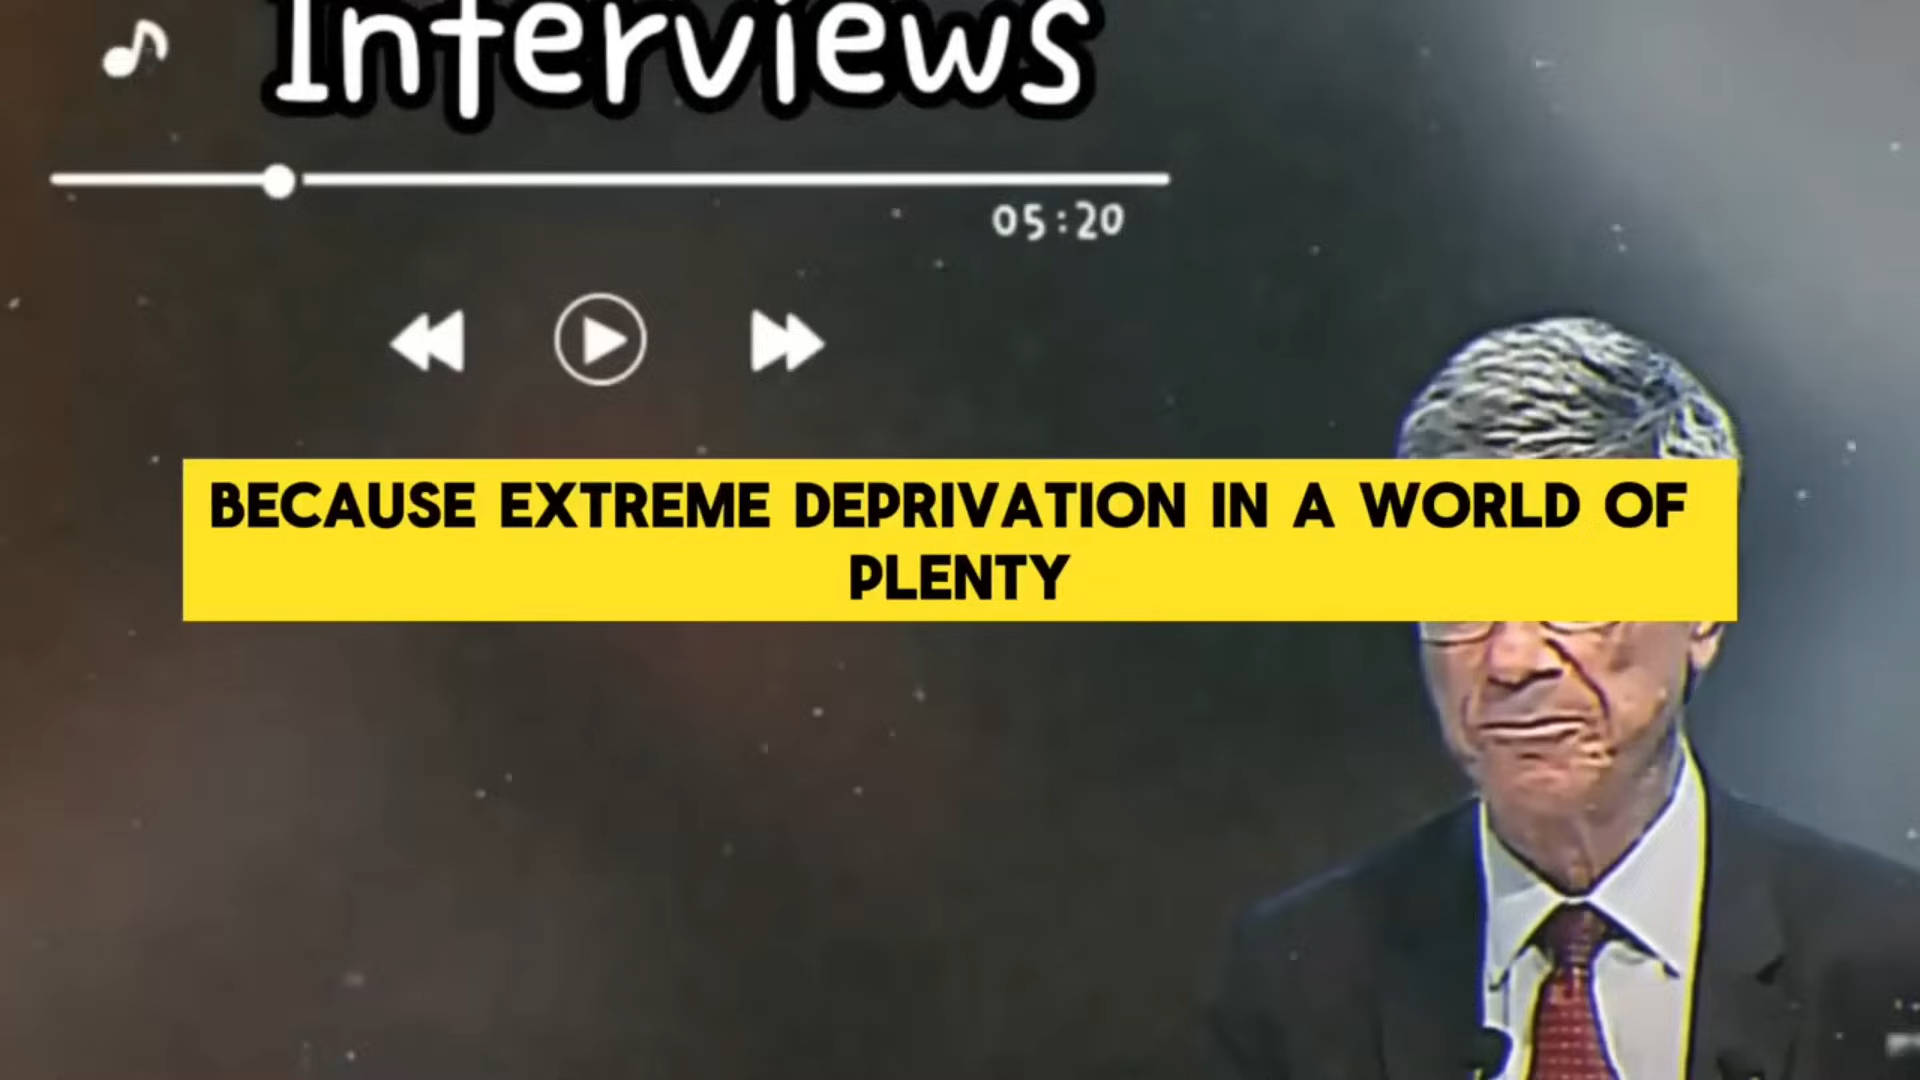 Interviews
05:20
BECAUSE EXTREME DEPRIVATION IN A WORLD OF
PLENTY